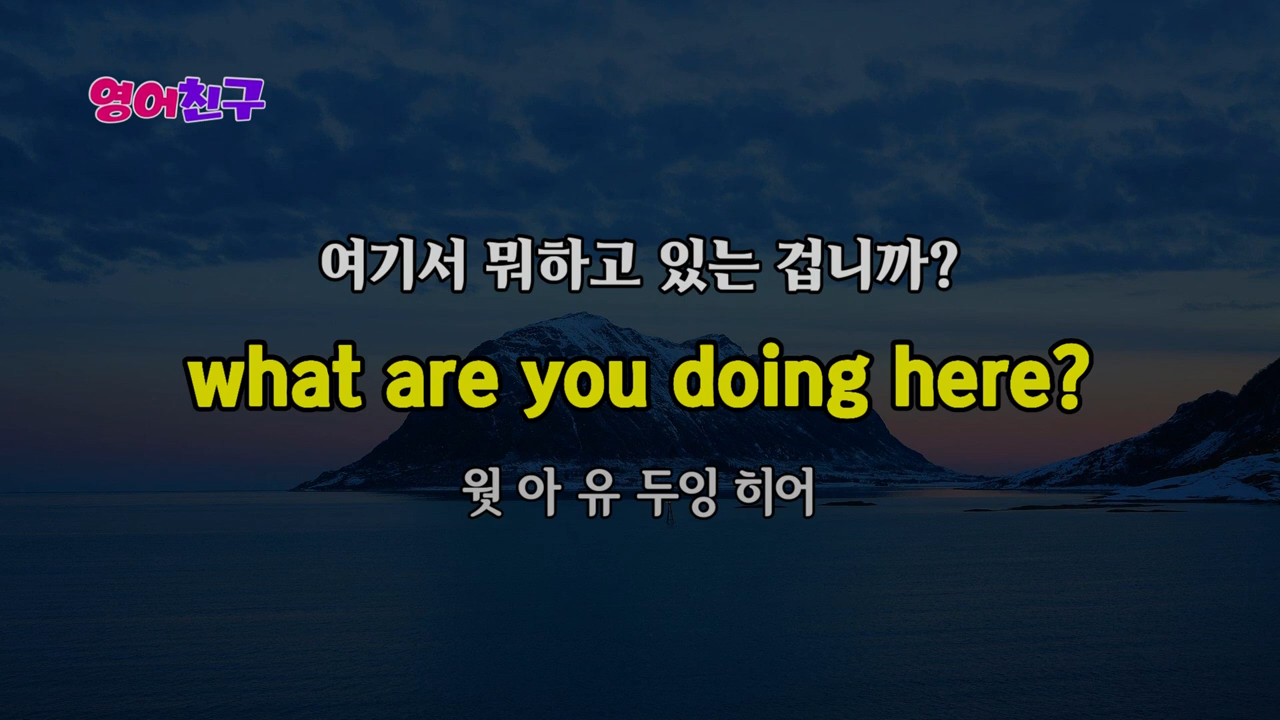 영어친구
여기서 뭐하고 있는 겁니까?
what are you doing here?
웟 아 유 두잉 히어